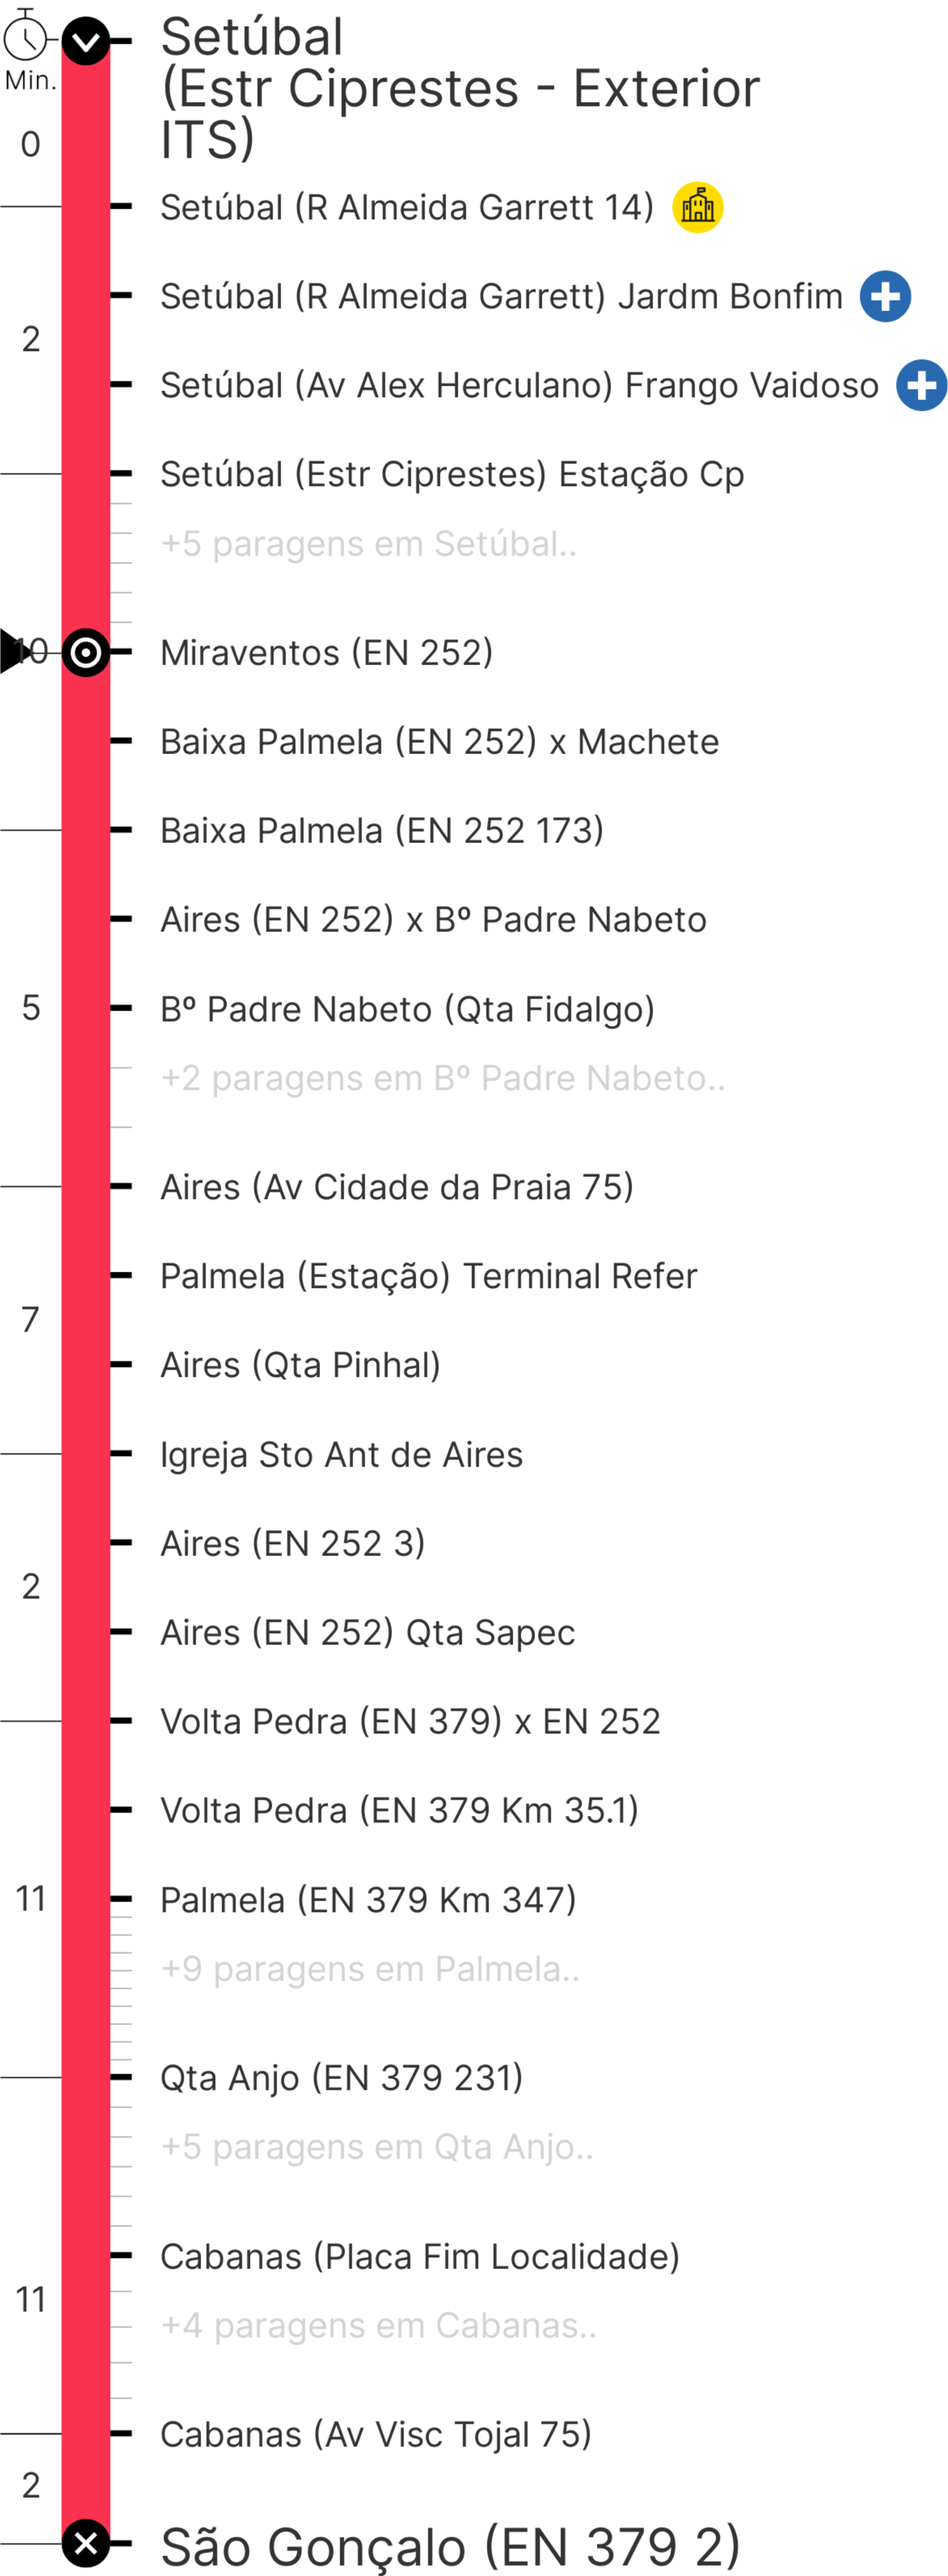 Setúbal
(Estr Ciprestes - Exterior
ITS)
Min.
0
Setúbal (R Almeida Garrett 14)
Setúbal (R Almeida Garrett) Jardm Bonfim
2
Setúbal (Av Alex Herculano) Frango Vaidoso
Setúbal (Estr Ciprestes) Estação Cp
+5 paragens em Setúbal..
10
Miraventos (EN 252)
Baixa Palmela (EN 252) x Machete
Baixa Palmela (EN 252 173)
Aires (EN 252) x Bº Padre Nabeto
5
Bº Padre Nabeto (Qta Fidalgo)
+2 paragens em Bº Padre Nabeto..
Aires (Av Cidade da Praia 75)
Palmela (Estação) Terminal Refer
7
Aires (Qta Pinhal)
Igreja Sto Ant de Aires
Aires (EN 252 3)
2
Aires (EN 252) Qta Sapec
Volta Pedra (EN 379) x EN 252
Volta Pedra (EN 379 Km 35.1)
11
Palmela (EN 379 Km 347)
+9 paragens em Palmela..
Qta Anjo (EN 379 231)
+5 paragens em Qta Anjo..
Cabanas (Placa Fim Localidade)
11
+4 paragens em Cabanas..
Cabanas (Av Visc Tojal 75)
2
São Gonçalo (EN 379 2)